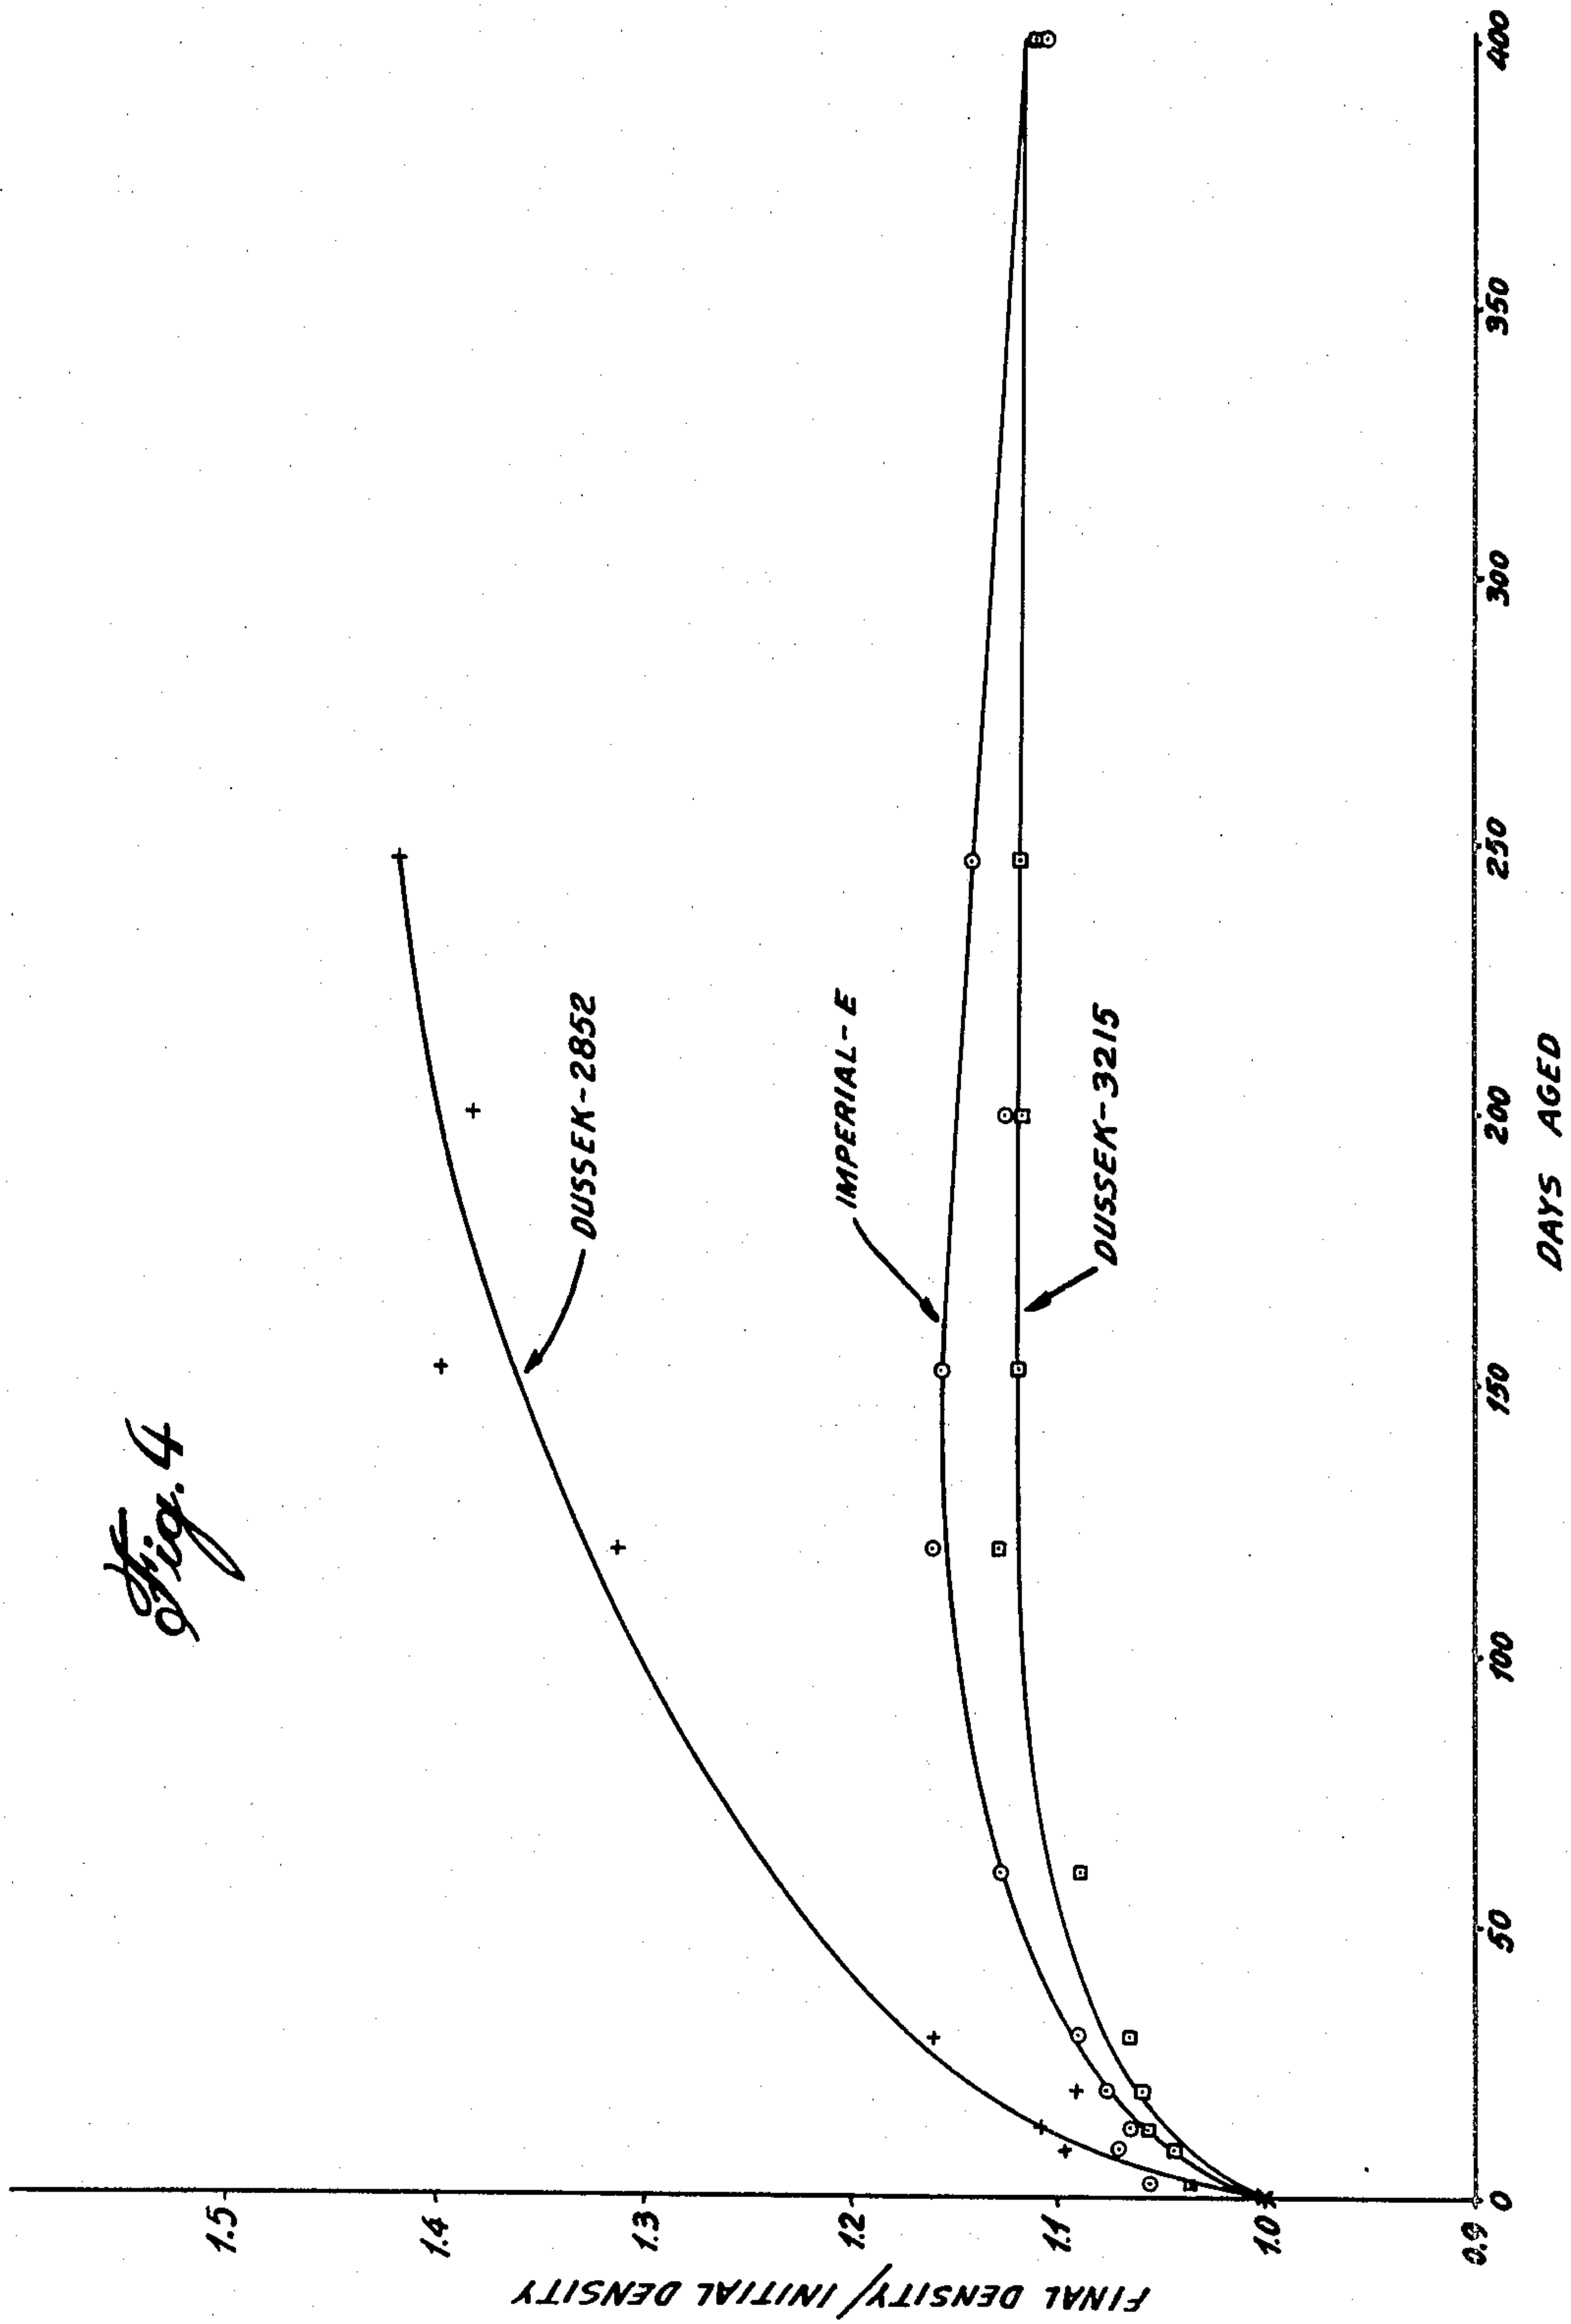 Fig. 4
FINAL DENSITY/INITIAL DENSITY
1.5
1.4
1.3
1.2
1.1
1.0
0.9
DUSSEK-2852
IMPERIAL-E
DUSSEK-3215
0 50 100 150 200 250 300 350 400
DAYS AGED